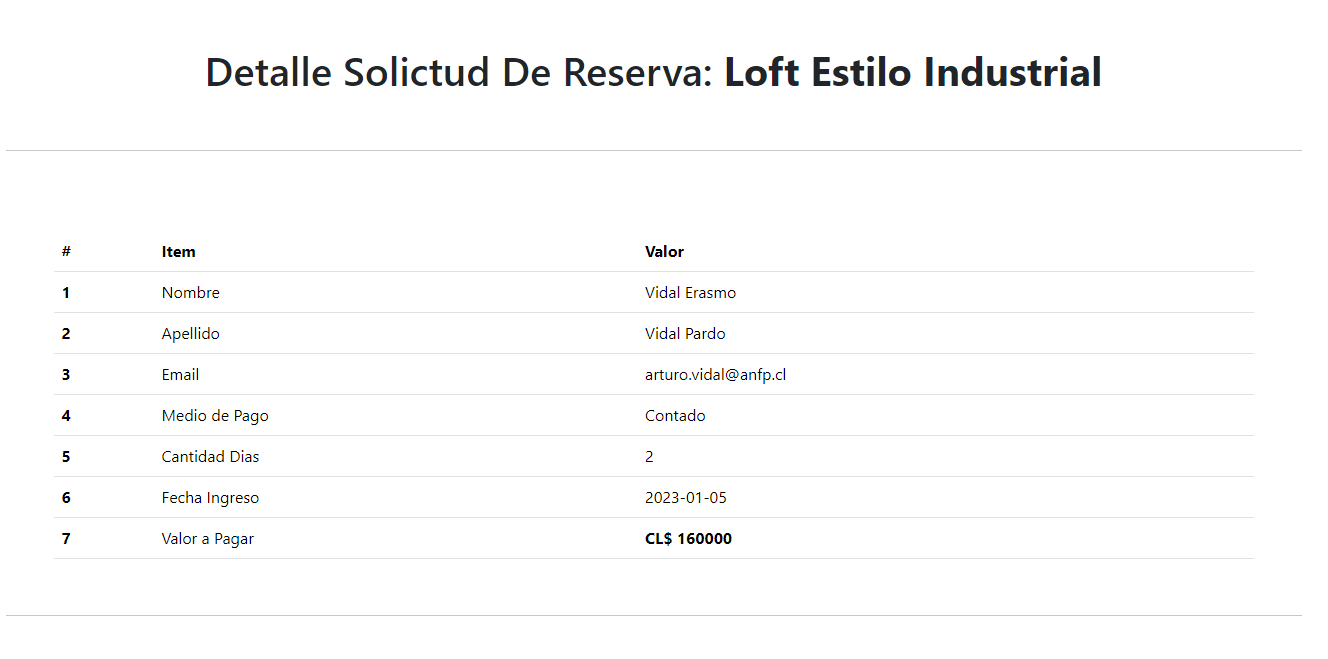 Detalle Solictud De Reserva: Loft Estilo Industrial
# Item Valor
1 Nombre Vidal Erasmo
2 Apellido Vidal Pardo
3 Email arturo.vidal@anfp.cl
4 Medio de Pago Contado
5 Cantidad Dias 2
6 Fecha Ingreso 2023-01-05
7 Valor a Pagar CL$ 160000